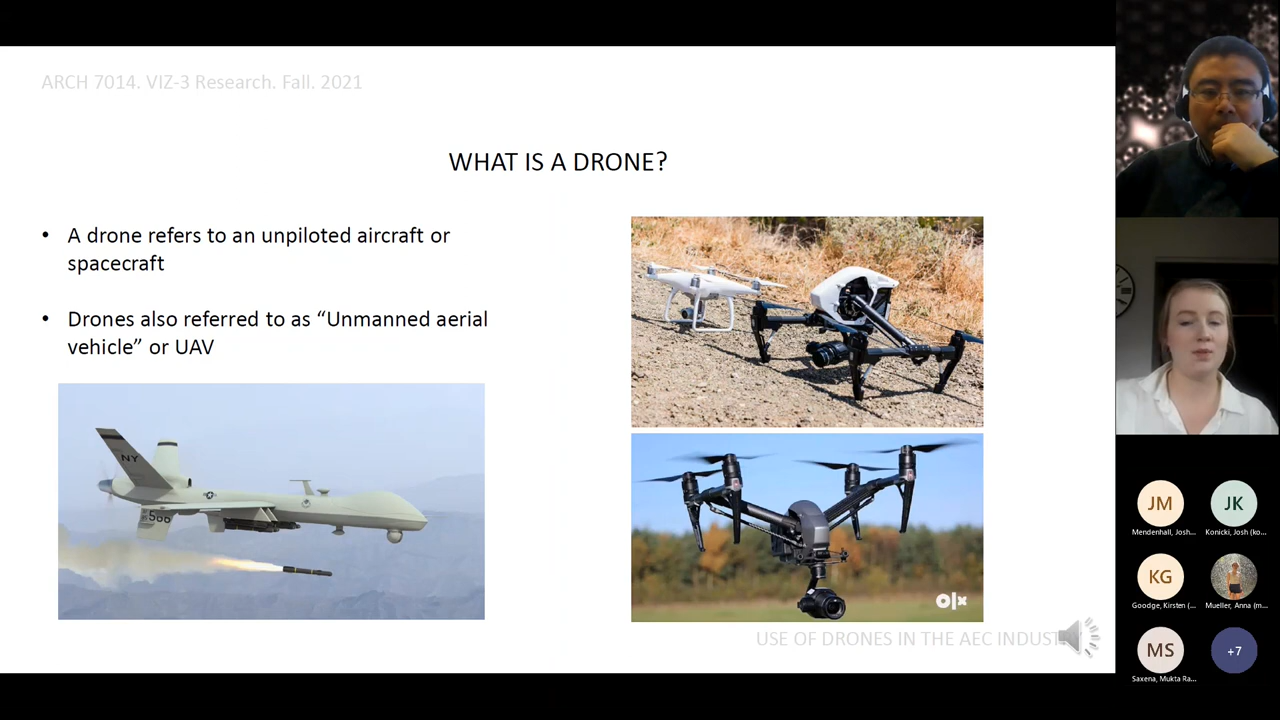 ARCH 7014. VIZ-3 Research. Fall. 2021
WHAT IS A DRONE?
• A drone refers to an unpiloted aircraft or
spacecraft
• Drones also referred to as “Unmanned aerial
vehicle” or UAV
NY
566
olx
USE OF DRONES IN THE AEC
JM
JK
Mendenhall, Josh...
Konicki, Josh (ko...
KG
Goodge, Kirsten (...
Mueller, Anna (m...
MS
+7
Saxena, Mukta Ra...